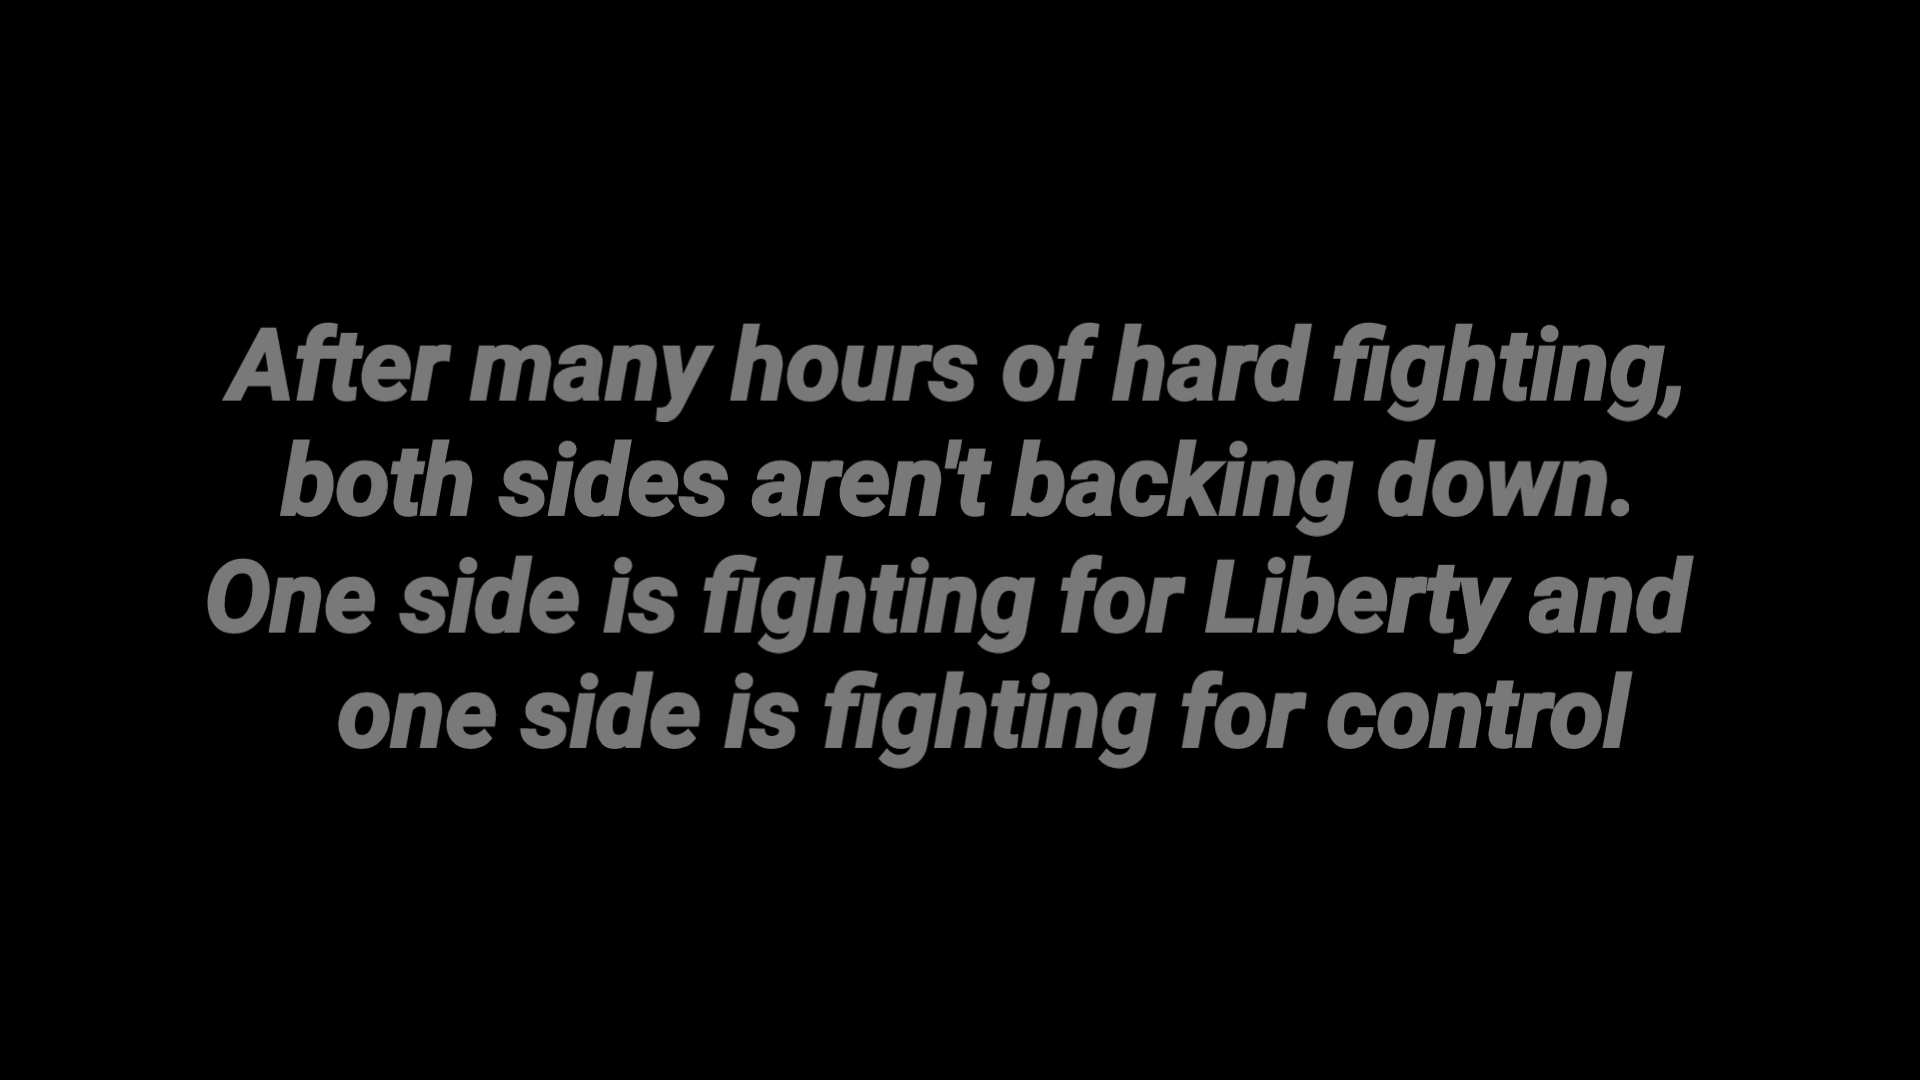 After many hours of hard fighting,
both sides aren't backing down.
One side is fighting for Liberty and
one side is fighting for control